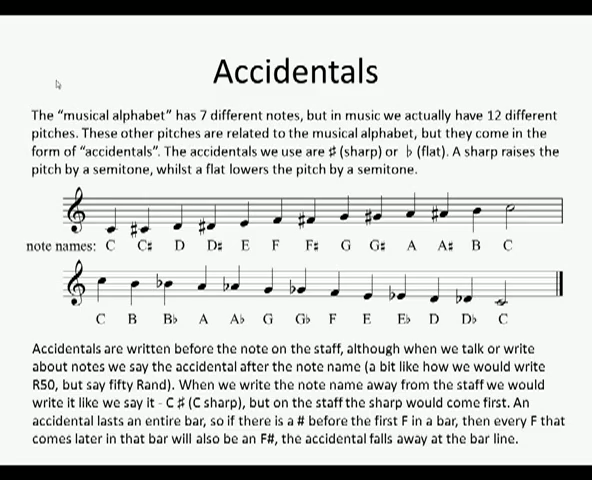 Accidentals
The “musical alphabet” has 7 different notes, but in music we actually have 12 different
pitches. These other pitches are related to the musical alphabet, but they come in the
form of “accidentals”. The accidentals we use are ♯ (sharp) or ♭ (flat). A sharp raises the
pitch by a semitone, whilst a flat lowers the pitch by a semitone.
note names: C C♯ D D♯ E F F♯ G G♯ A A♯ B C
C B B♭ A A♭ G G♭ F E E♭ D D♭ C
Accidentals are written before the note on the staff, although when we talk or write
about notes we say the accidental after the note name (a bit like how we would write
R50, but say fifty Rand). When we write the note name away from the staff we would
write it like we say it - C ♯ (C sharp), but on the staff the sharp would come first. An
accidental lasts an entire bar, so if there is a # before the first F in a bar, then every F that
comes later in that bar will also be an F#, the accidental falls away at the bar line.